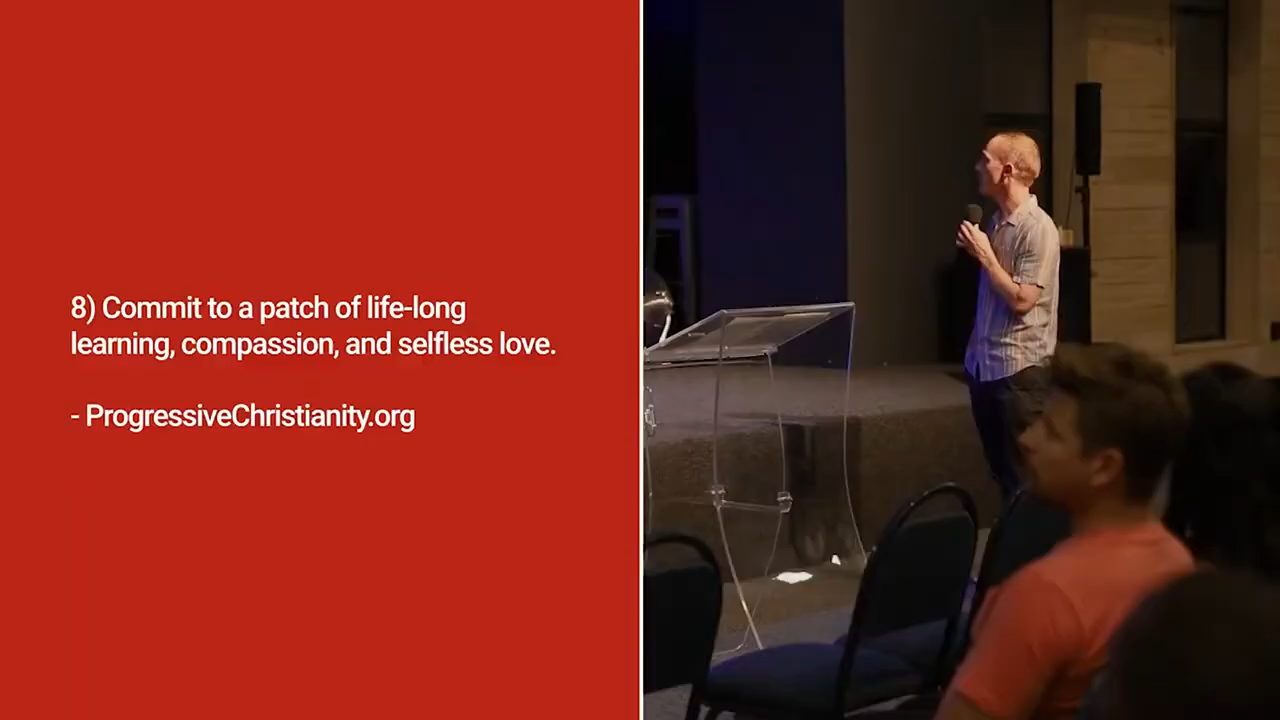 8) Commit to a patch of life-long
learning, compassion, and selfless love.
- ProgressiveChristianity.org